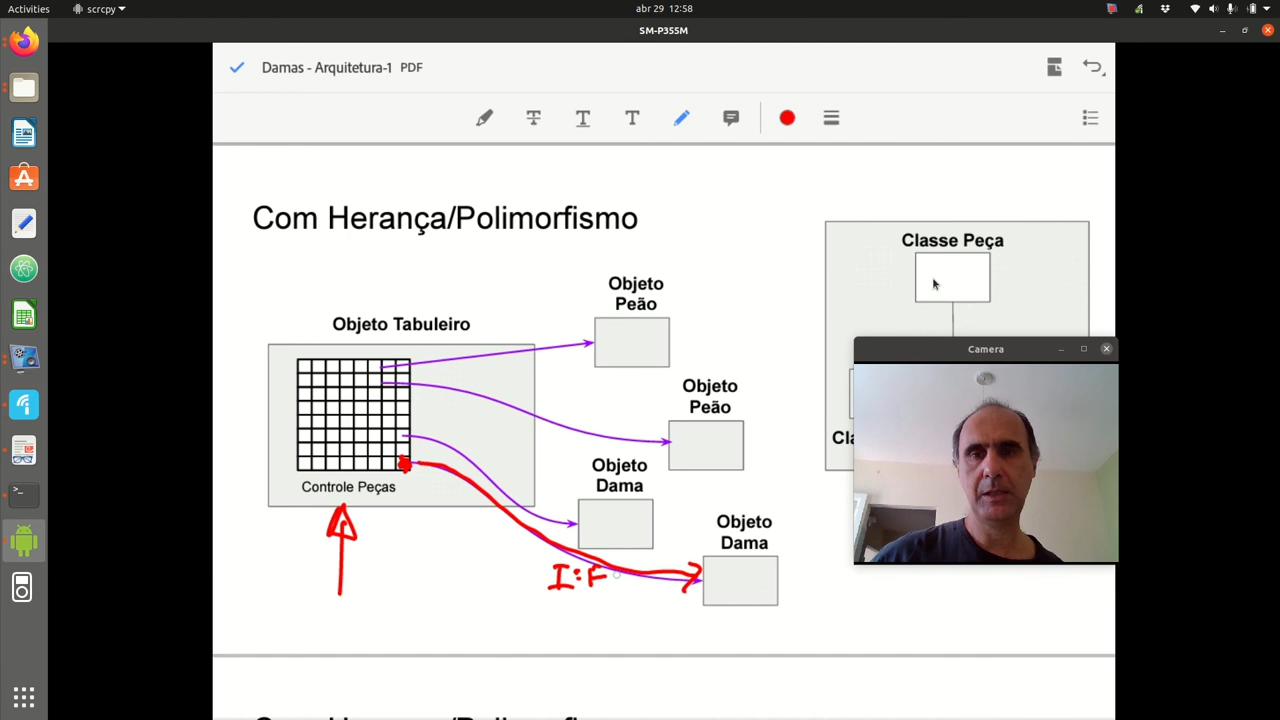 Activities
scrcpy
abr 29 12:58
SM-P355M
Damas - Arquitetura-1 PDF
Com Herança/Polimorfismo
Classe Peça
Objeto
Peão
Objeto Tabuleiro
Controle Peças
Objeto
Peão
Objeto
Dama
Objeto
Dama
I:F
Camera
Cla